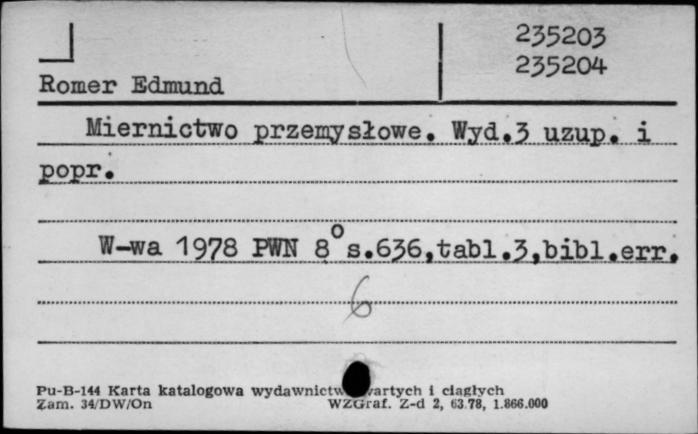 235203
235204
Romer Edmund
Miernictwo przemysłowe. Wyd.3 uzup. i
popr.
W-wa 1978 PWN 8° s.636,tabl.3,bibl.err.
6
Pu-B-144 Karta katalogowa wydawnictw wartych i ciągłych
Zam. 34/DW/On WZGraf. Z-d 2, 63.78, 1.866.000